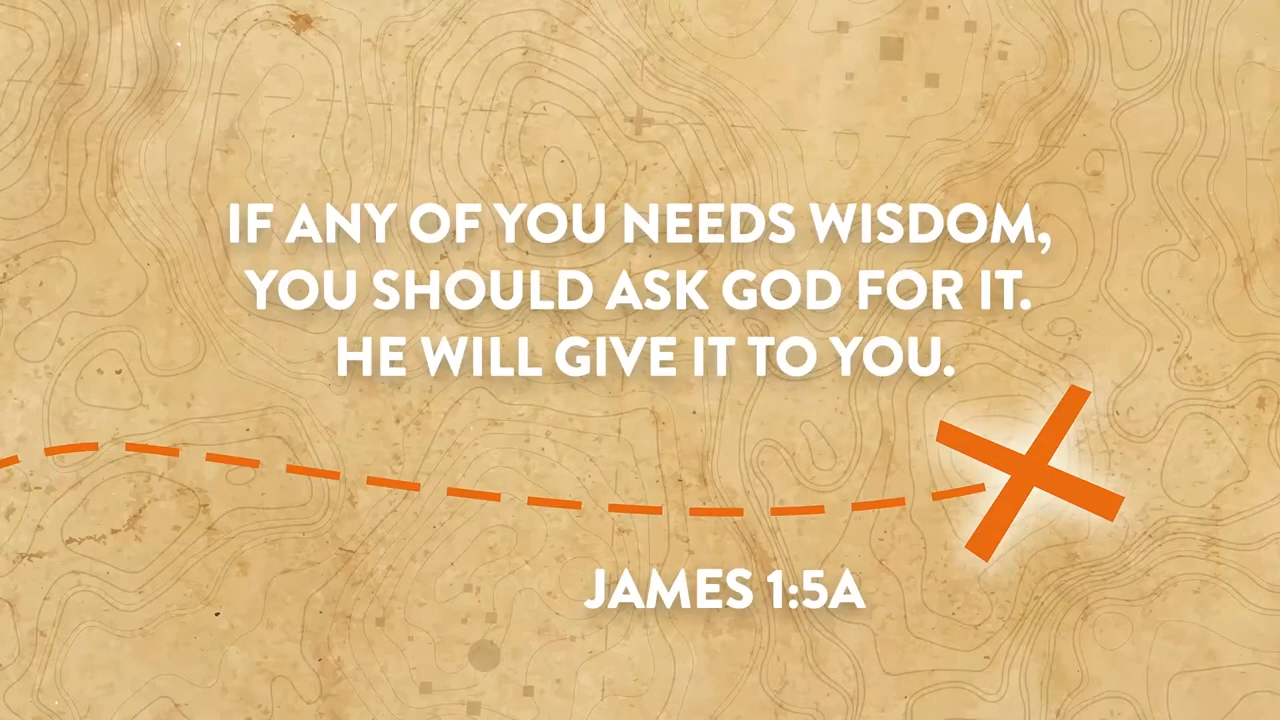 IF ANY OF YOU NEEDS WISDOM,
YOU SHOULD ASK GOD FOR IT.
HE WILL GIVE IT TO YOU.
JAMES 1:5A